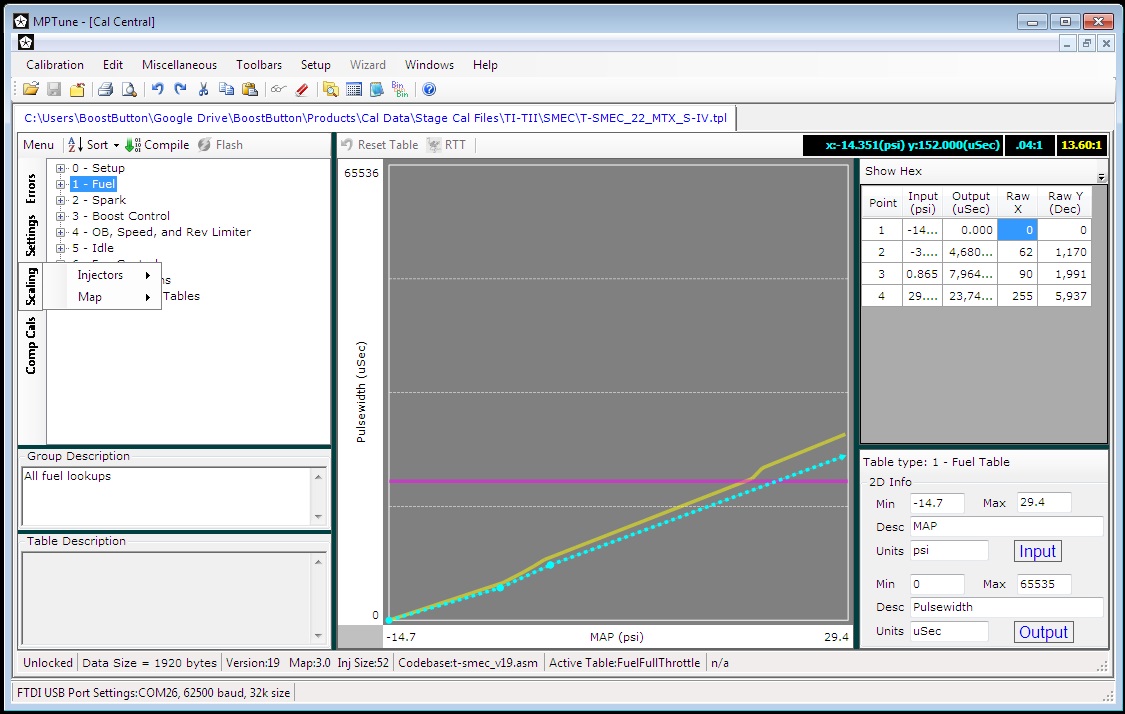 MPTune - [Cal Central]
Calibration Edit Miscellaneous Toolbars Setup Wizard Windows Help
Bin Bin
C:\Users\BoostButton\Google Drive\BoostButton\Products\Cal Data\Stage Cal Files\TI-TII\SMEC\T-SMEC_22_MTX_S-IV.tpl
Menu Sort Compile Flash
Errors
Settings
Scaling
Comp Cals
0 - Setup
1 - Fuel
2 - Spark
3 - Boost Control
4 - OB, Speed, and Rev Limiter
5 - Idle
Injectors
Map
Tables
Group Description
All fuel lookups
Table Description
Reset Table RTT
x:-14.351(psi) y:152.000(uSec) .04:1 13.60:1
65536
Pulsewidth (uSec)
0
-14.7 MAP (psi) 29.4
Show Hex
Point Input (psi) Output (uSec) Raw X Raw Y (Dec)
1 -14... 0.000 0 0
2 -3.... 4,680... 62 1,170
3 0.865 7,964... 90 1,991
4 29.... 23,74... 255 5,937
Table type: 1 - Fuel Table
2D Info
Min -14.7 Max 29.4
Desc MAP
Units psi Input
Min 0 Max 65535
Desc Pulsewidth
Units uSec Output
Unlocked Data Size = 1920 bytes Version:19 Map:3.0 Inj Size:52 Codebase:t-smec_v19.asm Active Table:FuelFullThrottle n/a
FTDI USB Port Settings:COM26, 62500 baud, 32k size